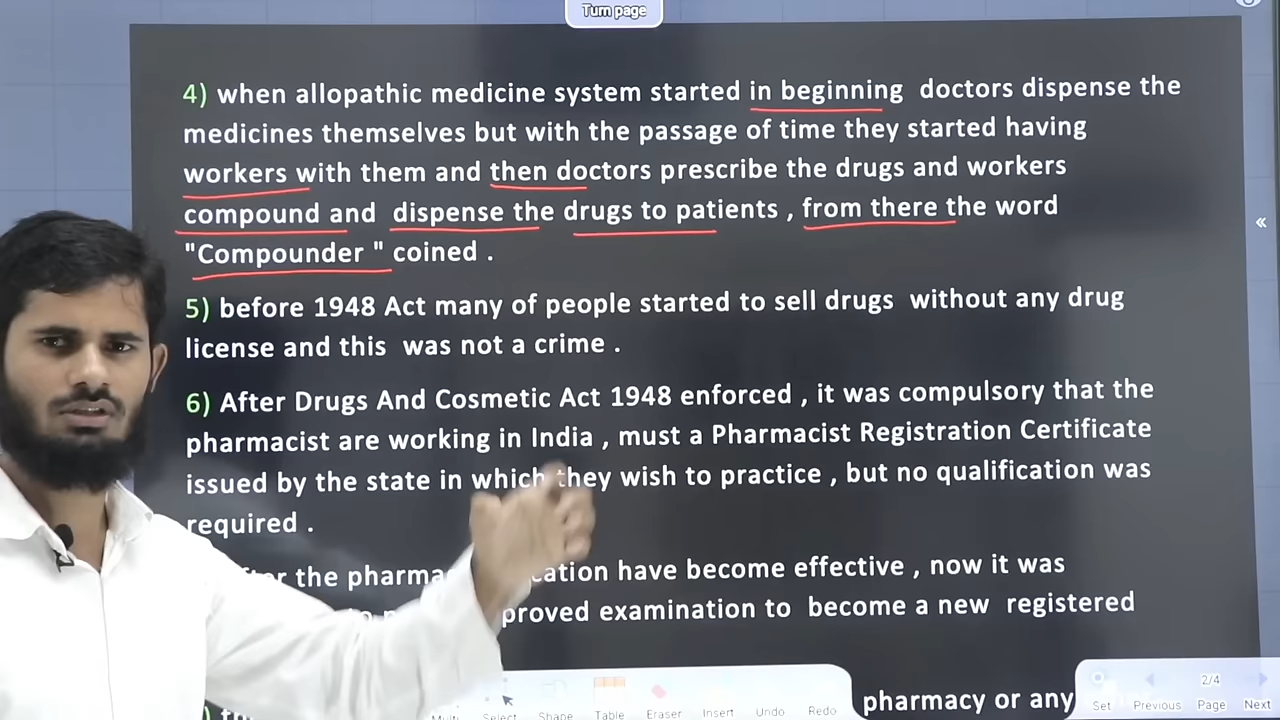 Turn page
4) when allopathic medicine system started in beginning doctors dispense the
medicines themselves but with the passage of time they started having
workers with them and then doctors prescribe the drugs and workers
compound and dispense the drugs to patients , from there the word
"Compounder " coined .
5) before 1948 Act many of people started to sell drugs without any drug
license and this was not a crime .
6) After Drugs And Cosmetic Act 1948 enforced , it was compulsory that the
pharmacist are working in India , must a Pharmacist Registration Certificate
issued by the state in which they wish to practice , but no qualification was
required .
the have become effective , now it was
examination to become a new registered
pharmacy or any
Select Shape Table Eraser Insert Undo Redo
Set Previous 2/4 Page Next